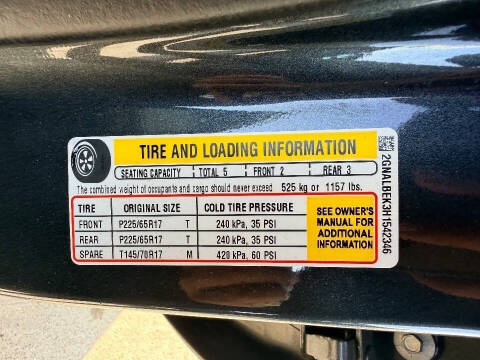 TIRE AND LOADING INFORMATION
SEATING CAPACITY TOTAL 5 FRONT 2 REAR 3
The combined weight of occupants and cargo should never exceed 525 kg or 1157 lbs.
TIRE ORIGINAL SIZE COLD TIRE PRESSURE
FRONT P225/65R17 T 240 kPa, 35 PSI
REAR P225/65R17 T 240 kPa, 35 PSI
SPARE T145/70R17 M 420 kPa, 60 PSI
SEE OWNER'S
MANUAL FOR
ADDITIONAL
INFORMATION
2GNALBEK3H1542346